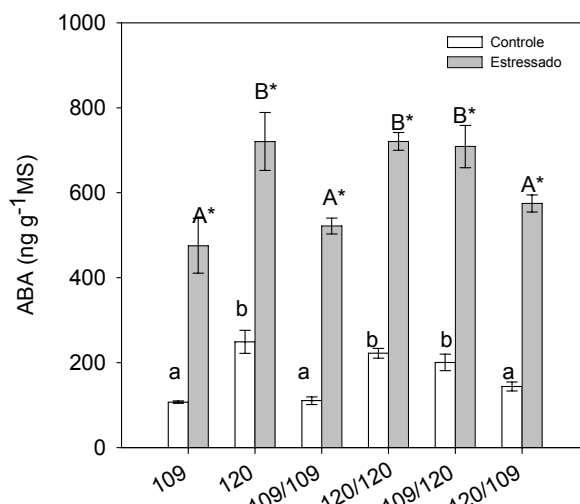 1000
800
600
400
200
0
ABA (ng g⁻¹MS)
Controle
Estressado
a
A*
b
B*
a
A*
b
B*
b
B*
a
A*
109
120
109/109
120/120
109/120
120/109